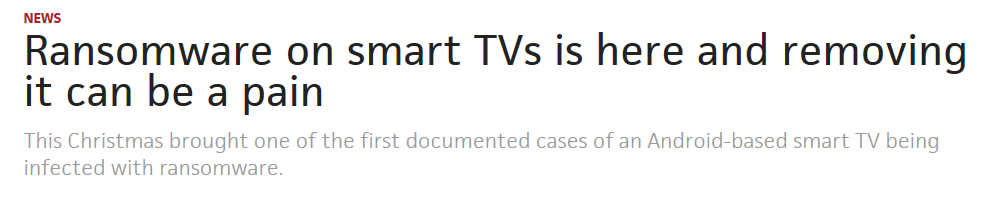 NEWS
Ransomware on smart TVs is here and removing
it can be a pain
This Christmas brought one of the first documented cases of an Android-based smart TV being
infected with ransomware.